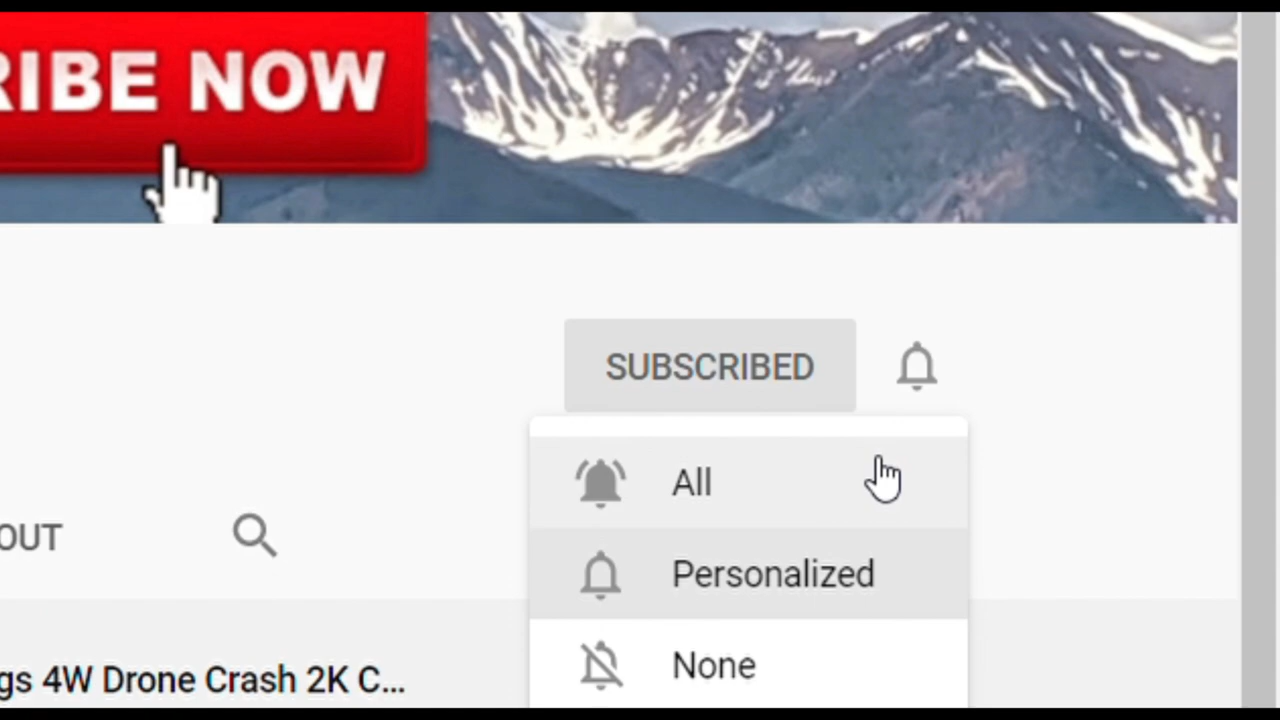 RIBE NOW
SUBSCRIBED
All
OUT
Personalized
None
gs 4W Drone Crash 2K C...